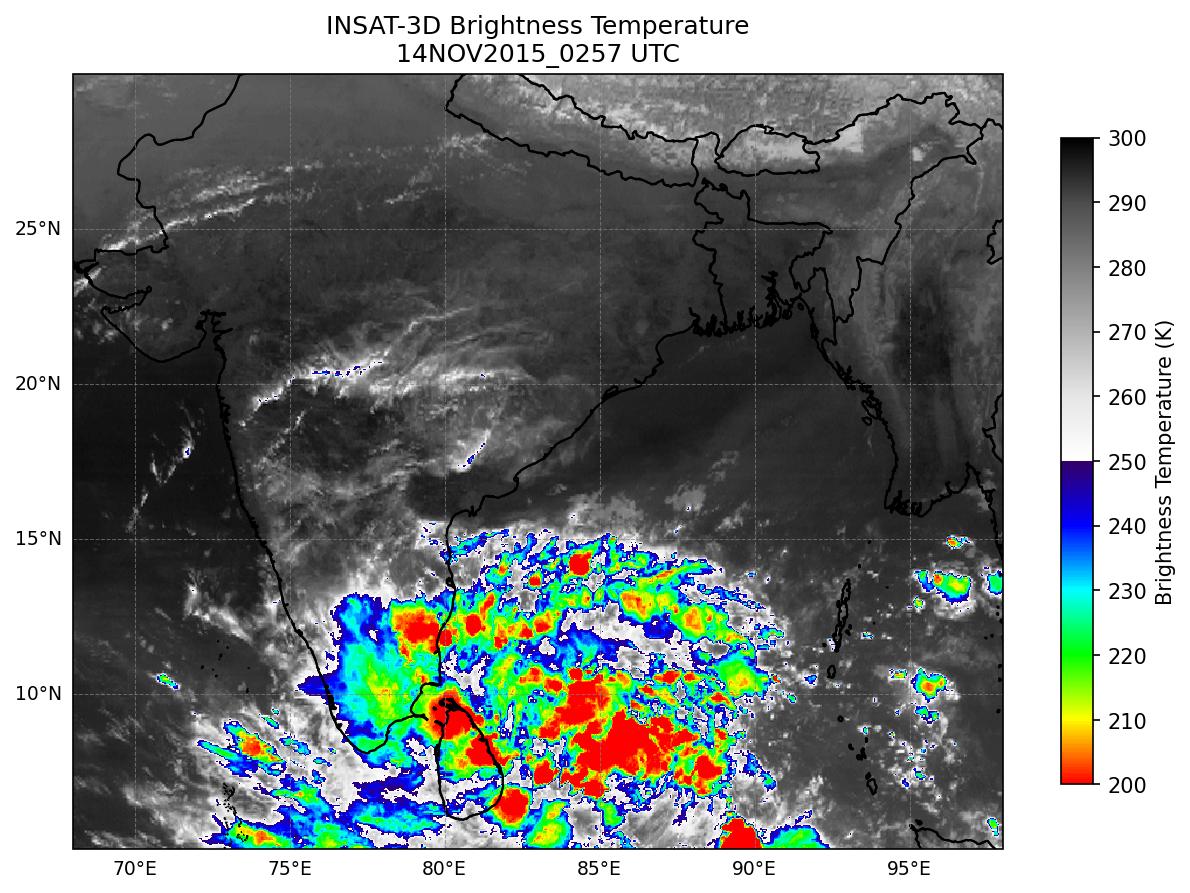 INSAT-3D Brightness Temperature
14NOV2015_0257 UTC
25°N
20°N
15°N
10°N
70°E
75°E
80°E
85°E
90°E
95°E
300
290
280
270
260
250
240
230
220
210
200
Brightness Temperature (K)